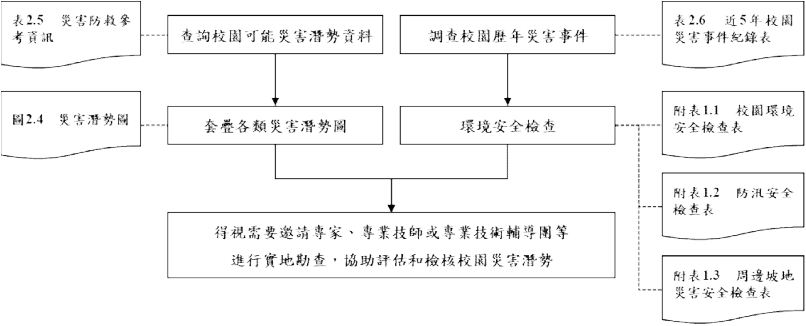 表2.5 災害防救參
考資訊
查詢校園可能災害潛勢資料
調查校園歷年災害事件
表2.6 近5年校園
災害事件紀錄表
圖2.4 災害潛勢圖
套疊各類災害潛勢圖
環境安全檢查
附表1.1 校園環境
安全檢查表
附表1.2 防汛安全
檢查表
得視需要邀請專家、專業技師或專業技術輔導團等
進行實地勘查，協助評估和檢核校園災害潛勢
附表1.3 周邊坡地
災害安全檢查表